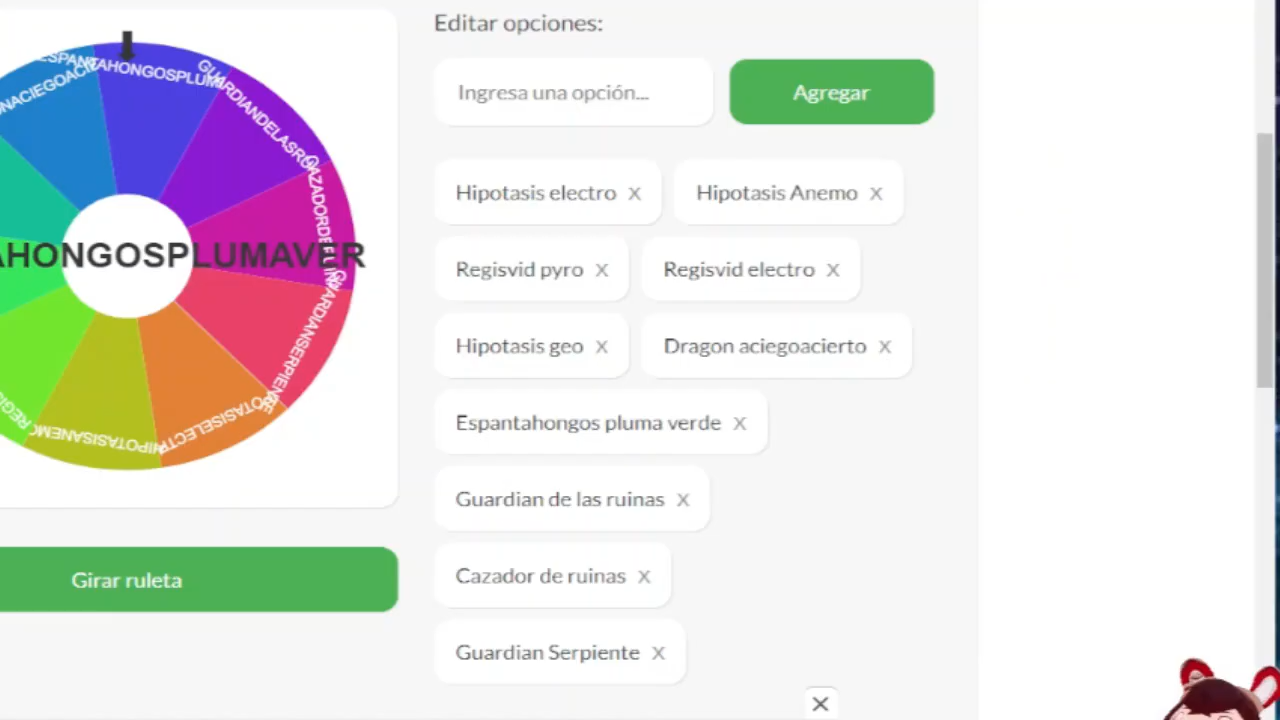 Editar opciones:
Ingresa una opción...
Agregar
Hipotasis electro x
Hipotasis Anemo x
Regisvid pyro x
Regisvid electro x
Hipotasis geo x
Dragon aciegoacierto x
Espantahongos pluma verde x
Guardian de las ruinas x
Cazador de ruinas x
Guardian Serpiente x
AHONGOSPLUMAVER
Girar ruleta